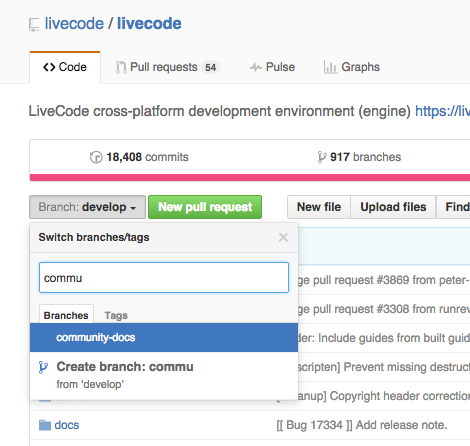 livecode / livecode
Code Pull requests 54 Pulse Graphs
LiveCode cross-platform development environment (engine) https://liv
18,408 commits 917 branches
Branch: develop New pull request New file Upload files Find
Switch branches/tags
commu
ge pull request #3869 from peter-
Branches Tags
ge pull request #3308 from runrev
community-docs
der: Include guides from built guid
Create branch: commu
scripten] Prevent missing destruct
from ‘develop’
anup] Copyright header correction
docs [[ Bug 17334 ]] Add release note.